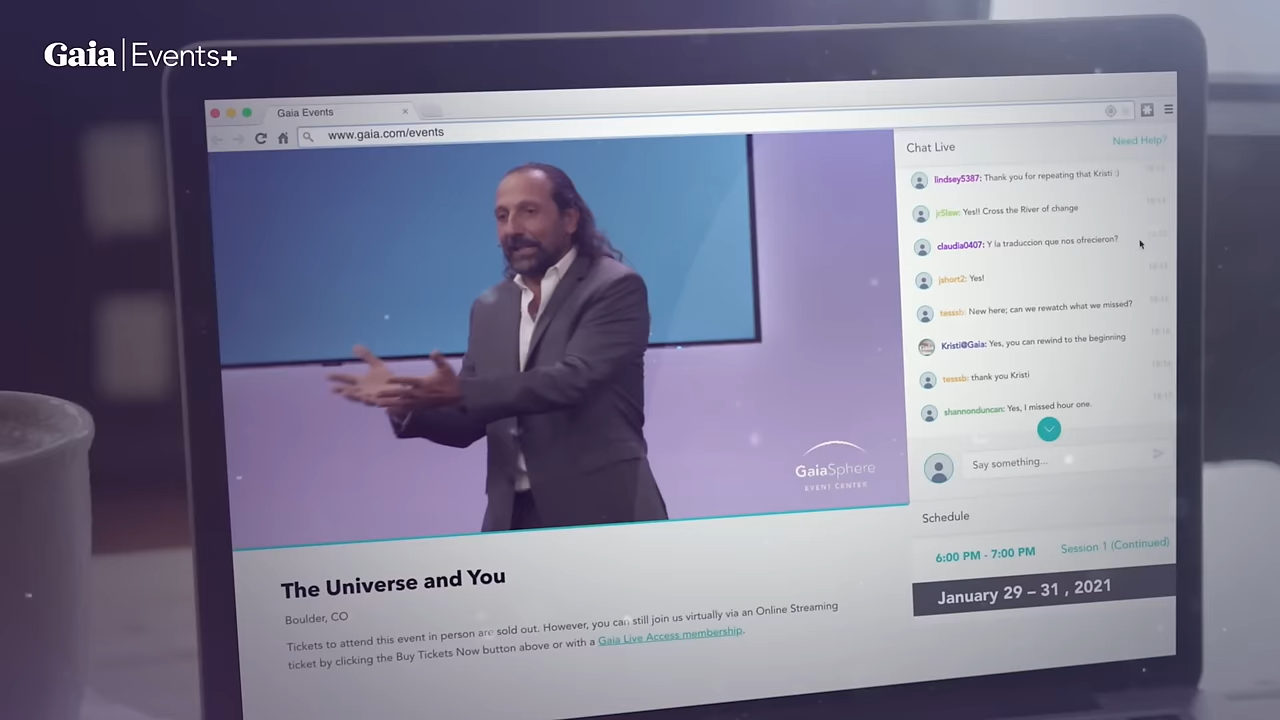 Gaia | Events+
Gaia Events
www.gaia.com/events
Chat Live
Need Help?
lindsey5387: Thank you for repeating that Kristi :)
Yes!! Cross the River of change
claudia0407: Y la traduccion que nos ofrecieron?
jshort2: Yes!
tesssb: New here; can we rewatch what we missed?
Kristi@Gaia: Yes, you can rewind to the beginning
tesssb: thank you Kristi
shannonduncan: Yes, I missed hour one.
Say something...
GaiaSphere
EVENT CENTER
Schedule
6:00 PM - 7:00 PM
Session 1 (Continued)
January 29 – 31 , 2021
The Universe and You
Boulder, CO
Tickets to attend this event in person are sold out. However, you can still join us virtually via an Online Streaming
ticket by clicking the Buy Tickets Now button above or with a Gaia Live Access membership.